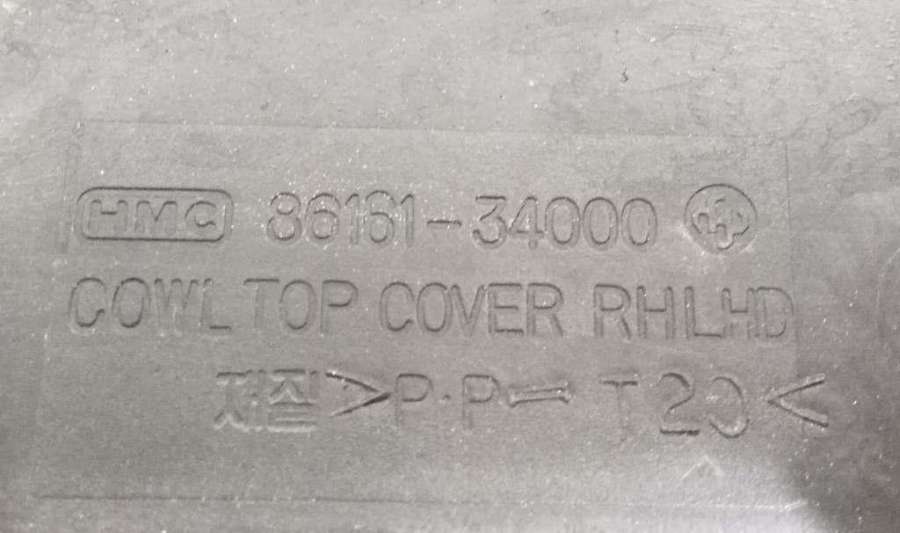 HMC 86161-34000
COWL TOP COVER RHLHD
재질 >P·P-T20<